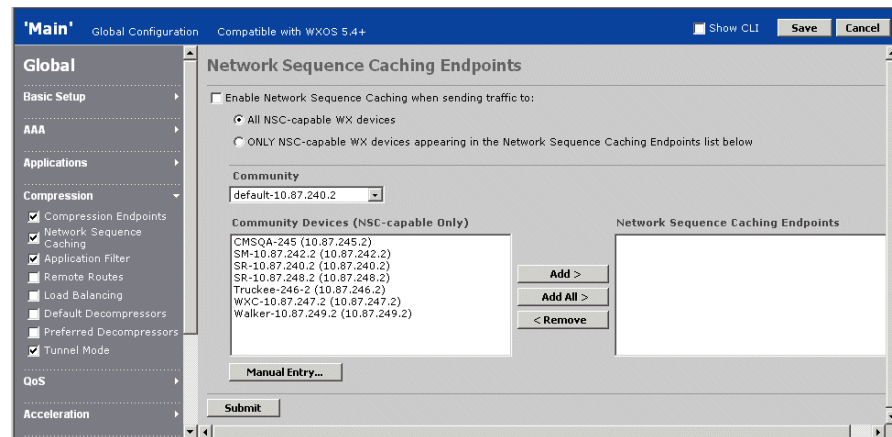 'Main' Global Configuration Compatible with WXOS 5.4+ Show CLI Save Cancel
Global
Basic Setup
AAA
Applications
Compression
Compression Endpoints
Network Sequence
Caching
Application Filter
Remote Routes
Load Balancing
Default Decompressors
Preferred Decompressors
Tunnel Mode
QoS
Acceleration
Network Sequence Caching Endpoints
Enable Network Sequence Caching when sending traffic to:
All NSC-capable WX devices
ONLY NSC-capable WX devices appearing in the Network Sequence Caching Endpoints list below
Community
default-10.87.240.2
Community Devices (NSC-capable Only)
CMSQA-245 (10.87.245.2)
SM-10.87.242.2 (10.87.242.2)
SR-10.87.240.2 (10.87.240.2)
SR-10.87.248.2 (10.87.248.2)
Truckee-246-2 (10.87.246.2)
WXC-10.87.247.2 (10.87.247.2)
Walker-10.87.249.2 (10.87.249.2)
Add >
Add All >
< Remove
Network Sequence Caching Endpoints
Manual Entry...
Submit